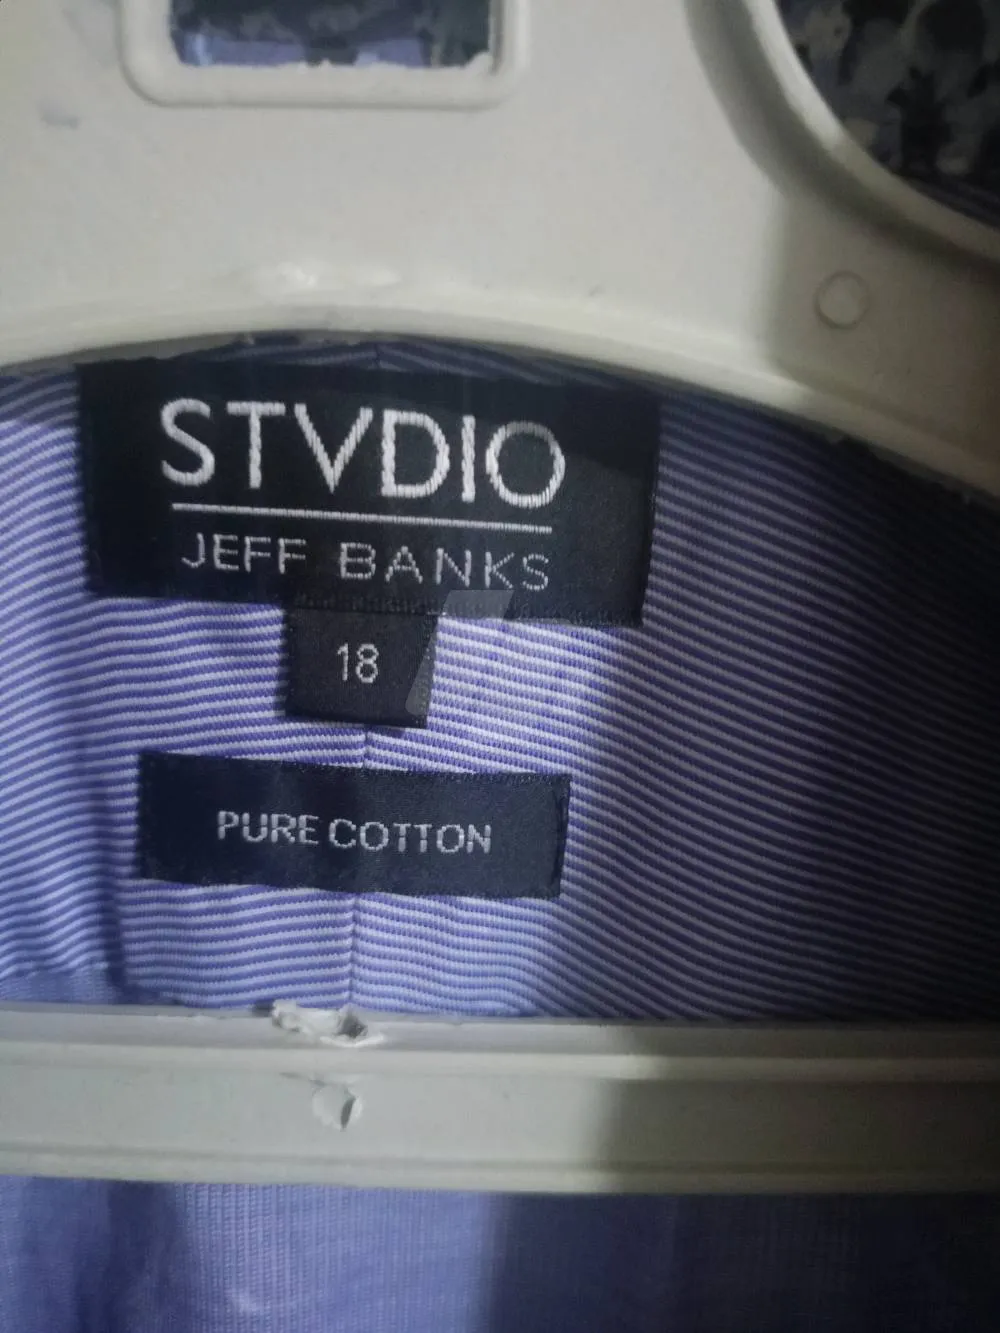 STVDIO
JEFF BANKS
18
PURE COTTON